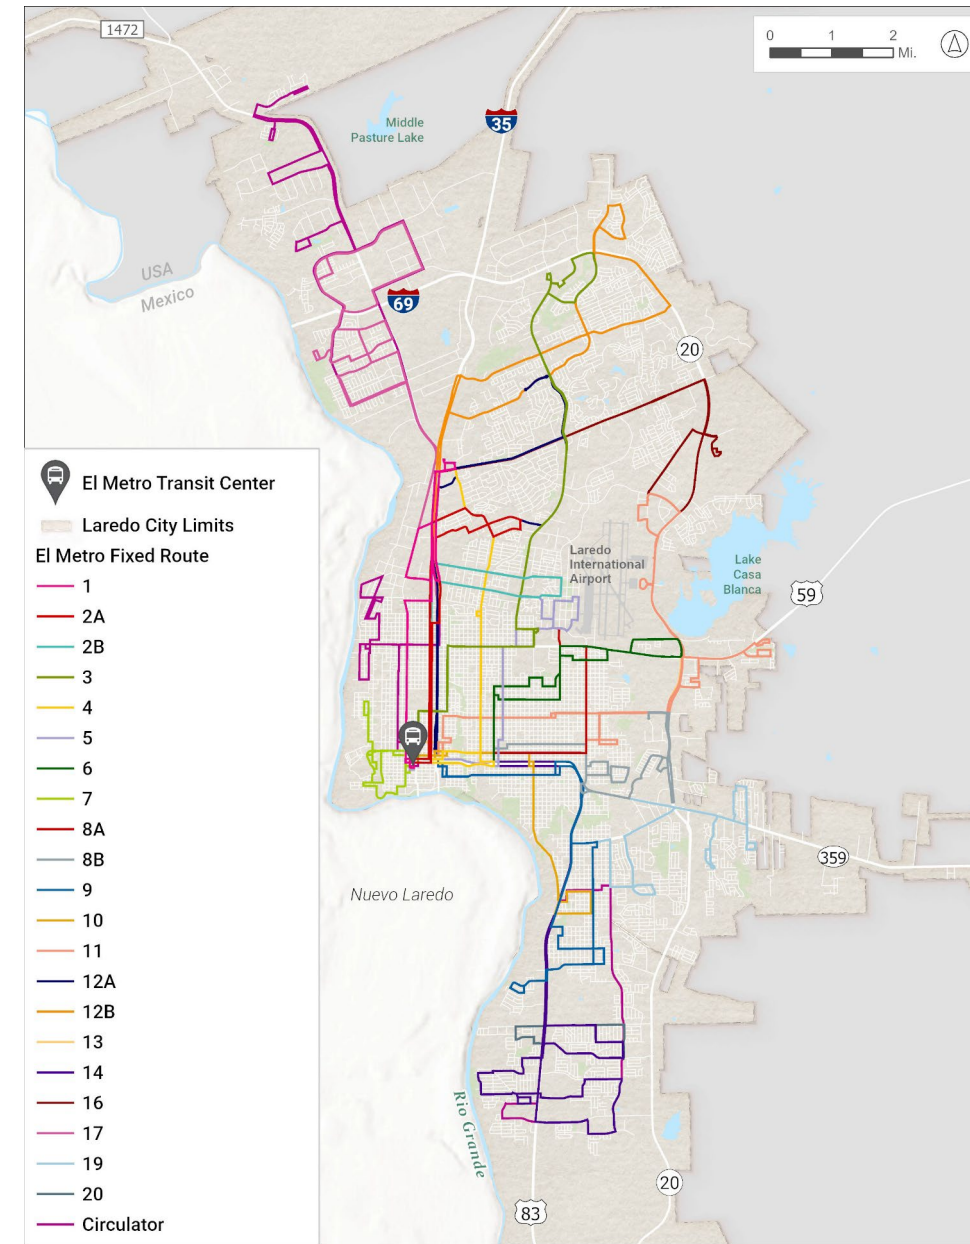 1472
0 1 2
Mi.
Middle
Pasture Lake
35
USA
Mexico
69
20
El Metro Transit Center
Laredo City Limits
El Metro Fixed Route
1
2A
2B
3
4
5
6
7
8A
8B
9
10
11
12A
12B
13
14
16
17
19
20
Circulator
Laredo
International
Airport
Lake
Casa
Blanca
59
359
Nuevo Laredo
Rio Grande
20
83